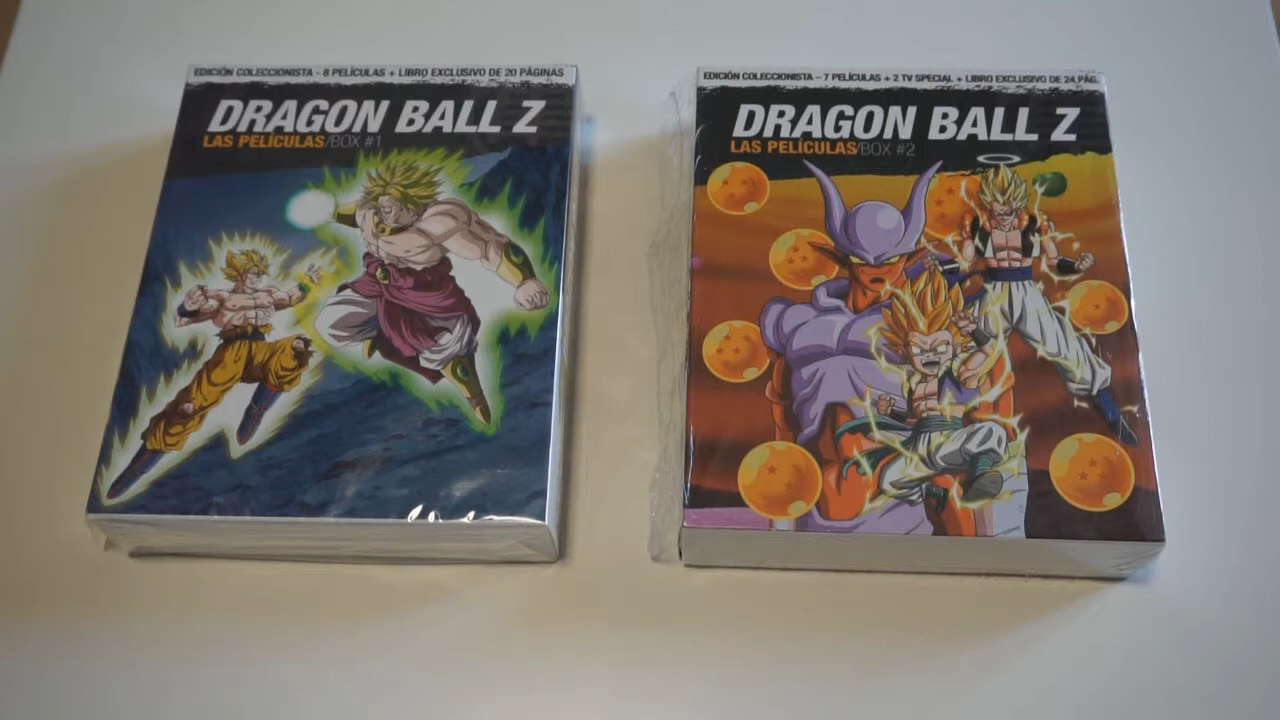 EDICIÓN COLECCIONISTA - 8 PELÍCULAS + LIBRO EXCLUSIVO DE 20 PÁGINAS
DRAGON BALL Z
LAS PELÍCULAS/BOX #1
EDICIÓN COLECCIONISTA - 7 PELÍCULAS + 2 TV SPECIAL + LIBRO EXCLUSIVO DE 24 PÁG.
DRAGON BALL Z
LAS PELÍCULAS/BOX #2